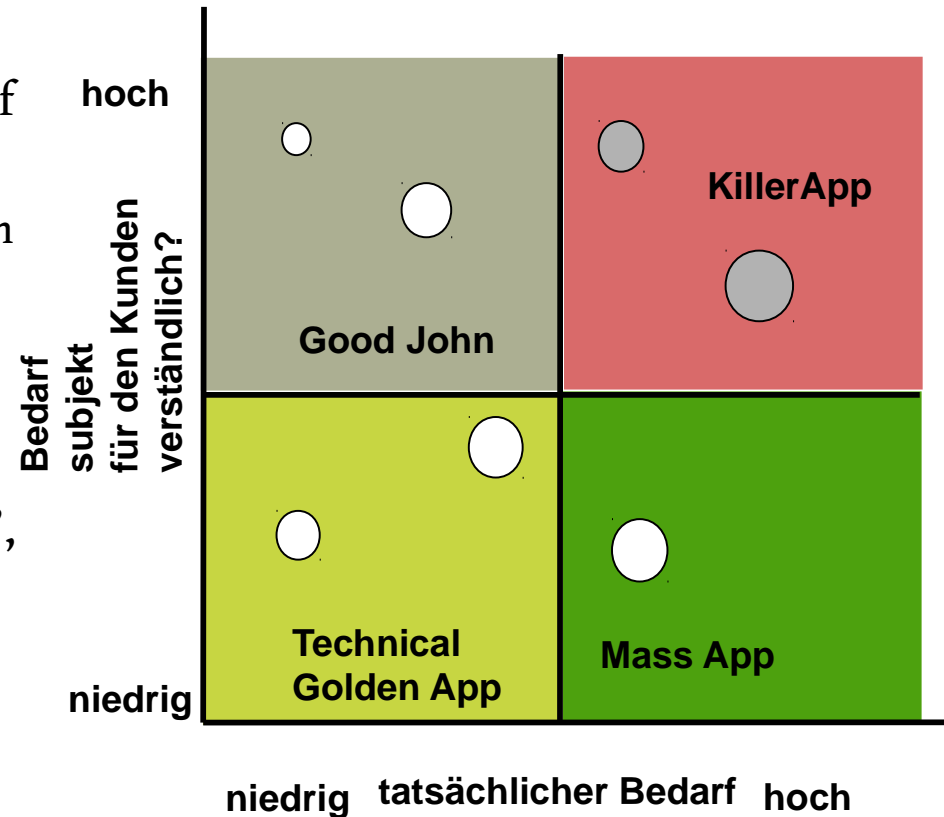 f
n
,
hoch
Bedarf
subjekt
für den Kunden
verständlich?
niedrig
KillerApp
Good John
Technical
Golden App
Mass App
niedrig tatsächlicher Bedarf hoch